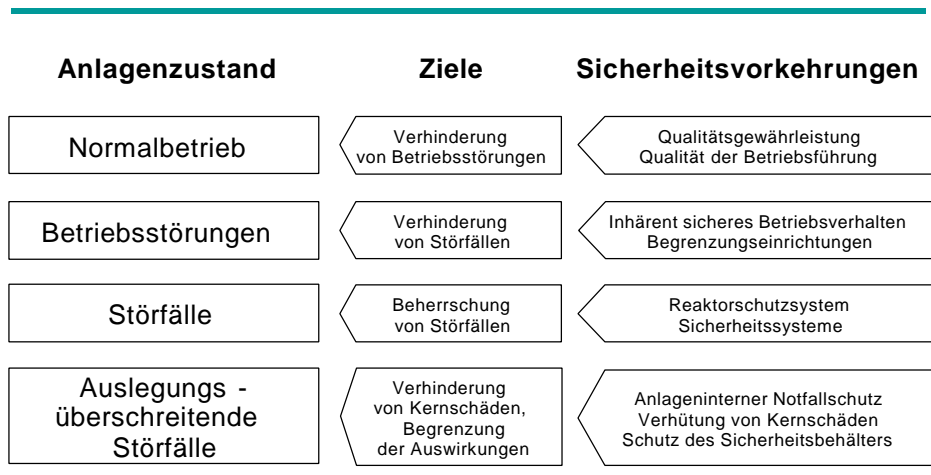 Anlagenzustand Ziele Sicherheitsvorkehrungen
Normalbetrieb
Verhinderung
von Betriebsstörungen
Qualitätsgewährleistung
Qualität der Betriebsführung
Betriebsstörungen
Verhinderung
von Störfällen
Inhärent sicheres Betriebsverhalten
Begrenzungseinrichtungen
Störfälle
Beherrschung
von Störfällen
Reaktorschutzsystem
Sicherheitssysteme
Auslegungs -
überschreitende
Störfälle
Verhinderung
von Kernschäden,
Begrenzung
der Auswirkungen
Anlageninterner Notfallschutz
Verhütung von Kernschäden
Schutz des Sicherheitsbehälters